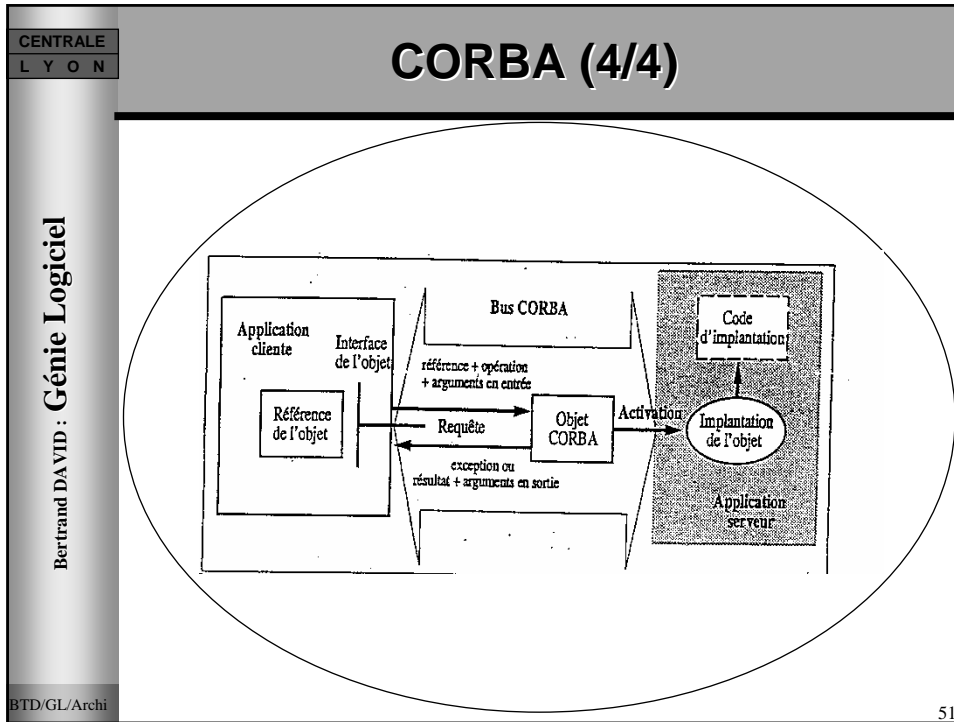 CENTRALE
L Y O N
CORBA (4/4)
Bertrand DAVID : Génie Logiciel
Application
cliente
Interface
de l'objet
Référence
de l'objet
Bus CORBA
référence + opération
+ arguments en entrée
Requête
exception ou
résultat + arguments en sortie
Objet
CORBA
Activation
Code
d'implantation
Implantation
de l'objet
Application
serveur
BTD/GL/Archi
51